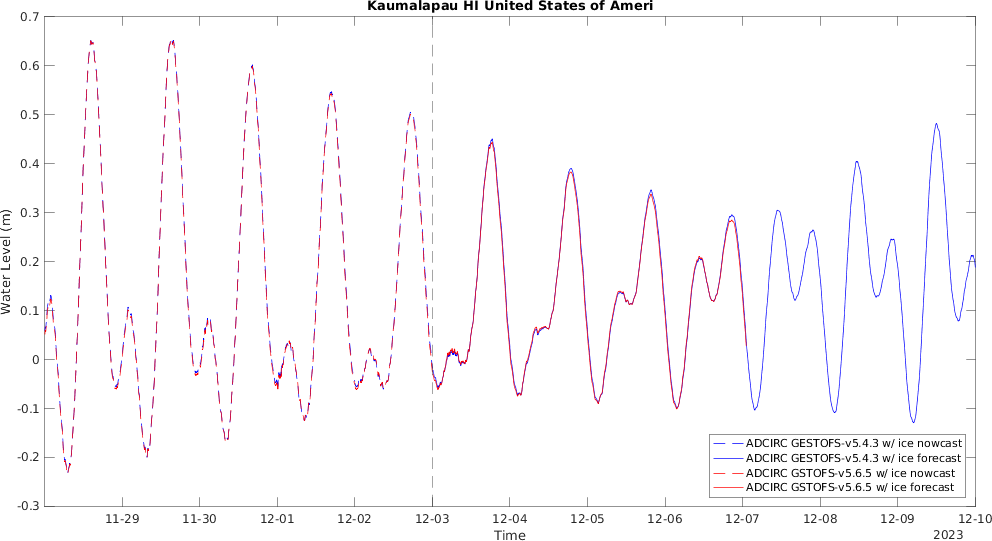 Kaumalapau HI United States of Ameri
0.7
0.6
0.5
0.4
0.3
0.2
0.1
0
-0.1
-0.2
-0.3
Water Level (m)
ADCIRC GESTOFS-v5.4.3 w/ ice nowcast
ADCIRC GESTOFS-v5.4.3 w/ ice forecast
ADCIRC GSTOFS-v5.6.5 w/ ice nowcast
ADCIRC GSTOFS-v5.6.5 w/ ice forecast
11-29 11-30 12-01 12-02 12-03 12-04 12-05 12-06 12-07 12-08 12-09 12-10
Time
2023